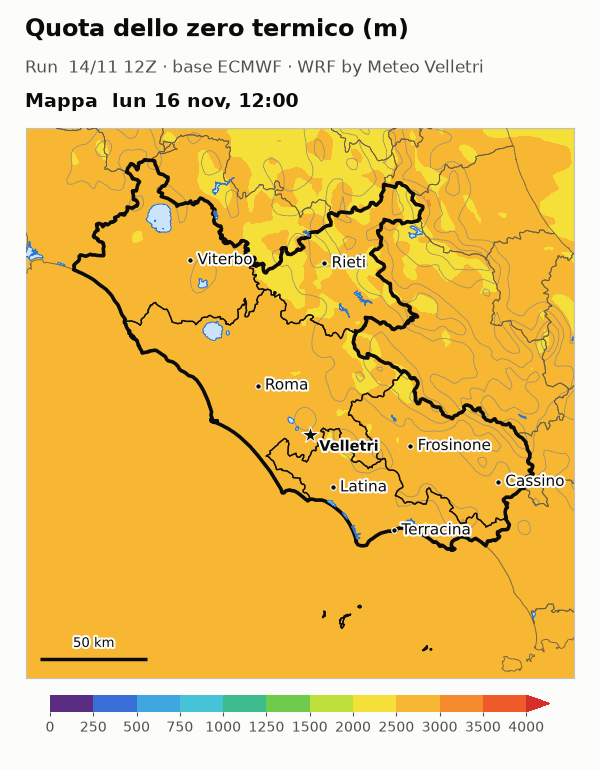 Quota dello zero termico (m)
Run  14/11 12Z · base ECMWF · WRF by Meteo Velletri
Mappa  lun 16 nov, 12:00
Viterbo
Rieti
Roma
Velletri
Frosinone
Cassino
Latina
Terracina
50 km
0 250 500 750 1000 1250 1500 2000 2500 3000 3500 4000